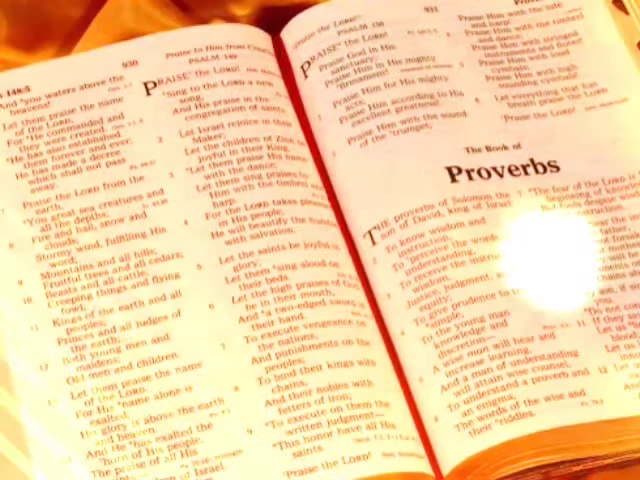 148:5
930
Praise to Him from
PSALM 149
And "you waters above the
heavens!
Let them praise the name
of the LORD,
For "He commanded and
they were created.
"He has also established
them forever and ever;
He has made a decree
which shall not pass
away.
Praise the LORD from the
earth,
"You great sea creatures and
all the depths;
Fire and hail, snow and
clouds;
Stormy wind, fulfilling His
word;
Mountains and all hills;
Fruitful trees and all cedars;
Beasts and all cattle;
Creeping things and flying
fowl;
Kings of the earth and all
peoples;
Princes and all judges of
the earth;
Both young men and
maidens;
Old men and children.
Let them praise the name
of the LORD,
For His "name alone is
exalted;
His glory is above the earth
and heaven.
And He "has exalted the
"horn of His people,
The praise of all His
of Israel
PRAISE the LORD!
"Sing to the LORD a new
song,
And His praise in the
congregation of saints.
Let Israel rejoice in their
Maker;
Let the children of Zion be
joyful in their King.
"Let them praise His name
with the dance;
Let them sing praises to
Him with the timbrel and
harp.
For the LORD takes pleasure
in His people;
He will beautify the humble
with salvation.
Let the saints be joyful in
glory;
Let them "sing aloud on
their beds.
Let the high praises of God
be in their mouth,
And "a two-edged sword in
their hand,
To execute vengeance on
the nations,
And punishments on the
peoples;
To bind their kings with
chains,
And their nobles with
fetters of iron;
"To execute on them the
written judgment—
"This honor have all His
saints.
"Praise the LORD!
Praise the LORD!
931
PSALM 150
PRAISE "the LORD!
Praise God in His
sanctuary;
Praise Him in His mighty
"firmament!
Praise Him for His mighty
acts;
Praise Him according to His
excellent greatness!
Praise Him with the sound
of the "trumpet;
Praise Him with the lute
and harp!
Praise Him with the timbrel
and dance;
Praise Him with stringed
instruments and flutes!
Praise Him with loud
cymbals;
Praise Him with high
sounding cymbals!
Let everything that has
breath praise the LORD.
"Praise the LORD!
The Book of
Proverbs
THE proverbs of Solomon the
son of David, king of Israel:
To know wisdom and
instruction,
To "perceive the words
understanding,
To receive the
wisdom,
Justice, judgment, and
equity;
To give prudence to the
"simple,
To the young man
knowledge and
discretion—
A wise man will hear and
increase learning,
And a man of understanding
will attain wise counsel,
To understand a proverb and
an enigma,
The words of the wise and
their "riddles.
"The fear of the LORD is